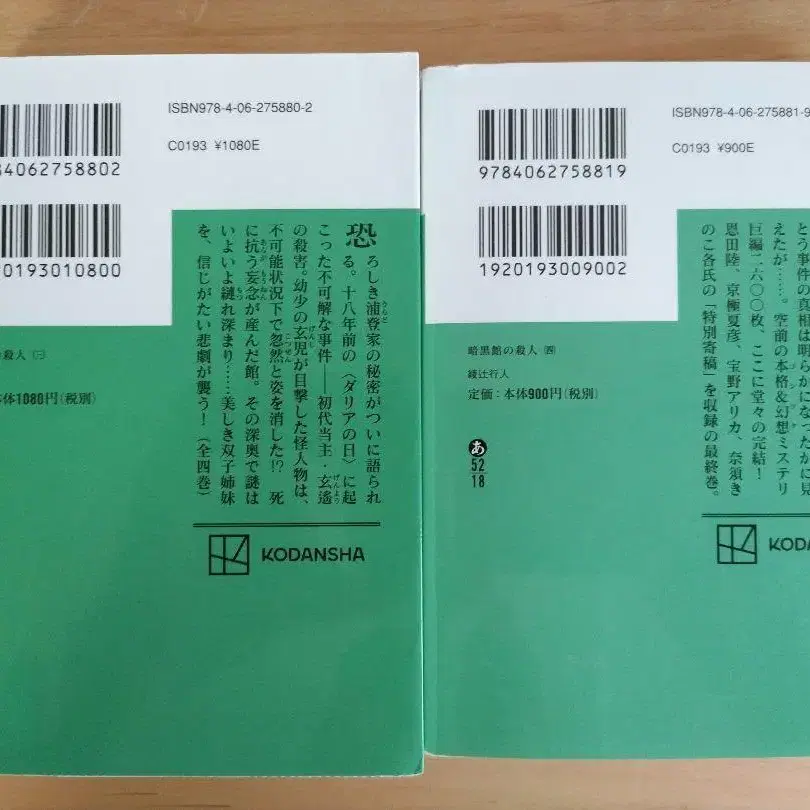 ISBN978-4-06-275880-2
C0193 ¥1080E
4062758802
0193010800
恐ろしき浦登家の秘密がついに語られ
る。十八年前の〈ダリアの日〉に起
こった不可解な事件――初代当主・玄遙
の殺害。幼少の玄児が目撃した怪人物は、
不可能状況下で忽然と姿を消した!? 死
に抗う妄念が産んだ館。その深奥で謎は
いよいよ縺れ深まり……美しき双子姉妹
を、信じがたい悲劇が襲う!(全四巻)
殺人(三)
体1080円(税別)
KODANSHA
ISBN978-4-06-275881-9
C0193 ¥900E
9784062758819
1920193009002
とう事件の真相は明らかになったかに見
えたが……。空前の本格&幻想ミステリ
巨編二六〇〇枚、ここに堂々の完結!
恩田陸、京極夏彦、宝野アリカ、奈須き
のこ各氏の「特別寄稿」を収録の最終巻。
暗黒館の殺人(四)
綾辻行人
定価:本体900円(税別)
あ
52
18
KODA